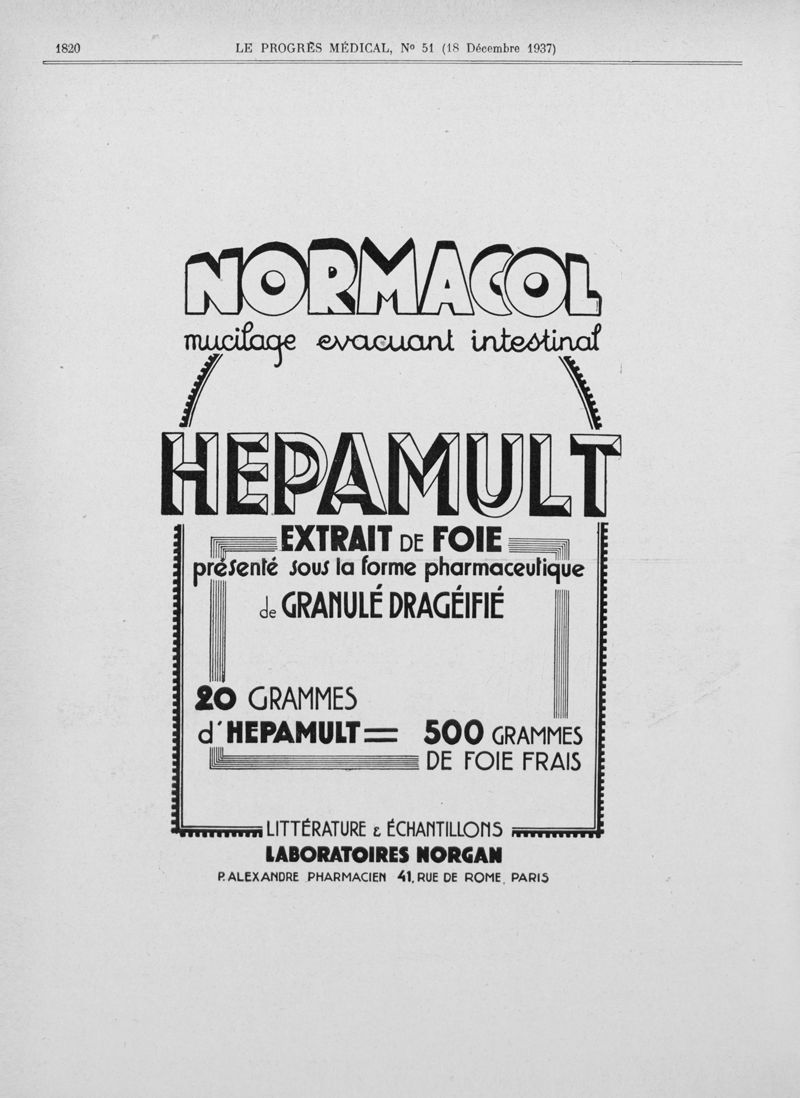 1820
LE PROGRÈS MÉDICAL, Nº 51 (18 Décembre 1937)
NORMACOL
mucilage evacuant intestinal
HEPAMULT
EXTRAIT DE FOIE
présenté sous la forme pharmaceutique
de GRANULÉ DRAGÉIFIÉ
20 GRAMMES
d'HEPAMULT = 500 GRAMMES
DE FOIE FRAIS
LITTÉRATURE & ÉCHANTILLONS
LABORATOIRES NORGAN
P. ALEXANDRE PHARMACIEN 41, RUE DE ROME, PARIS